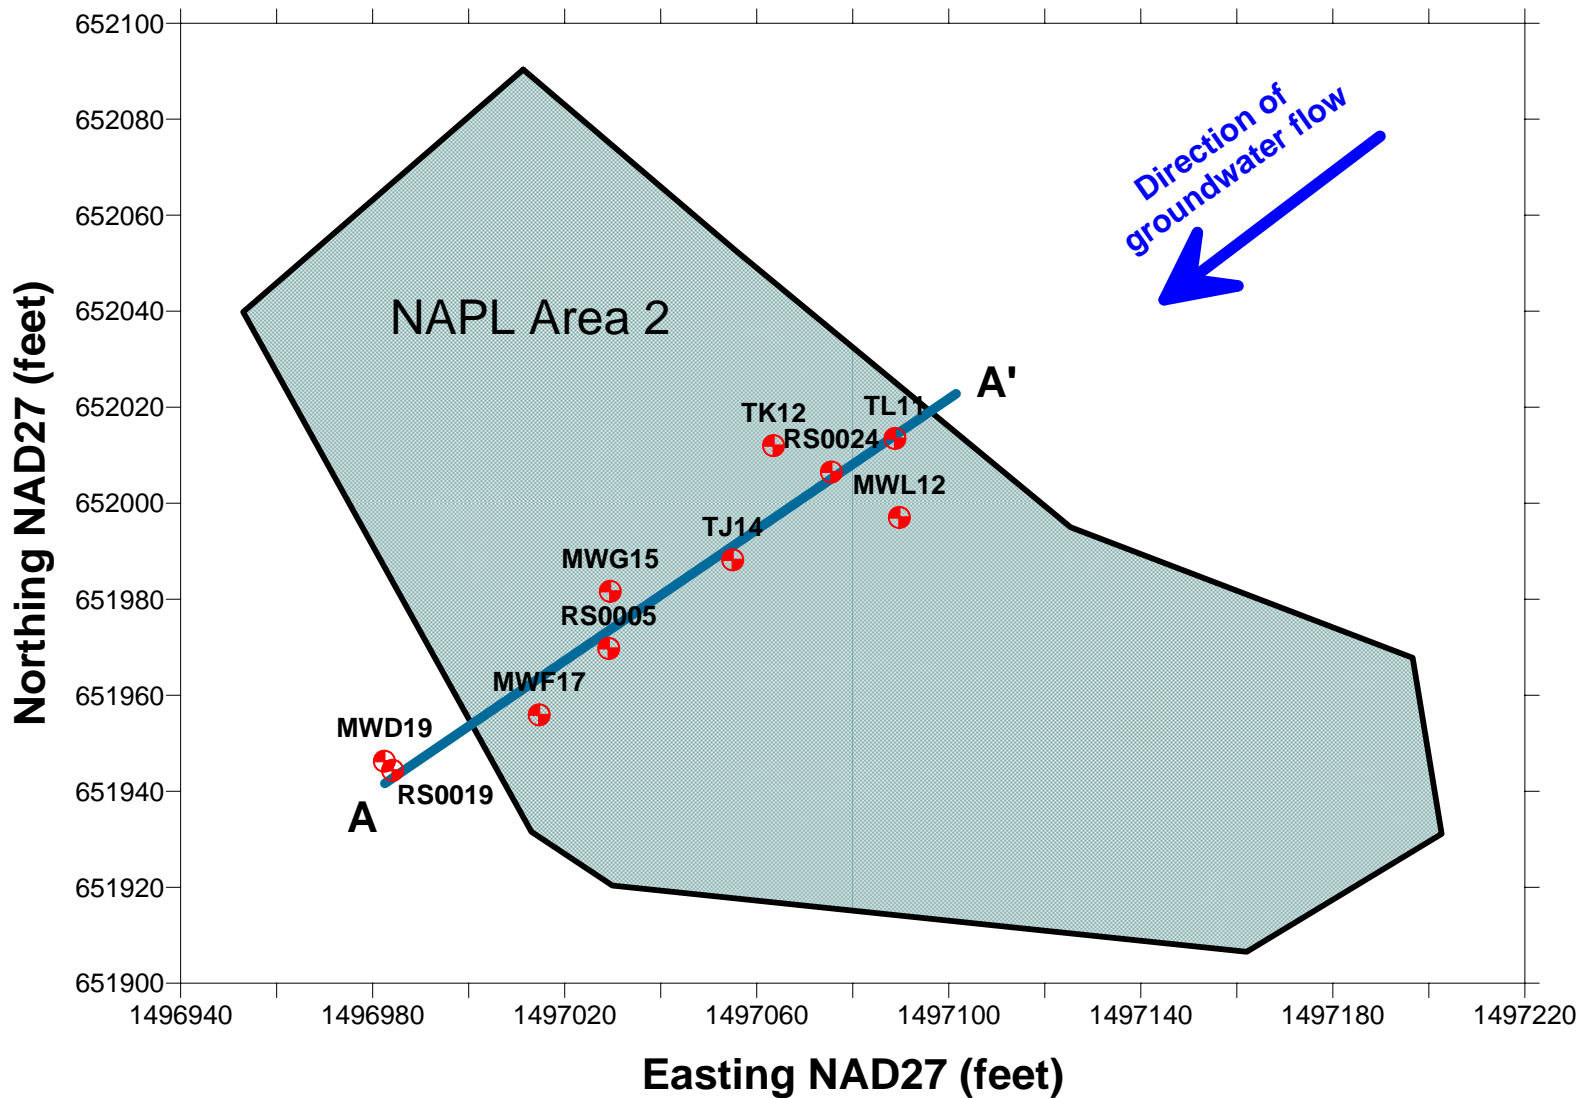 652100
652080
652060
652040
652020
652000
651980
651960
651940
651920
651900
Northing NAD27 (feet)
Direction of
groundwater flow
NAPL Area 2
A'
TL11
TK12
RS0024
MWL12
TJ14
MWG15
RS0005
MWF17
MWD19
RS0019
A
1496940
1496980
1497020
1497060
1497100
1497140
1497180
1497220
Easting NAD27 (feet)